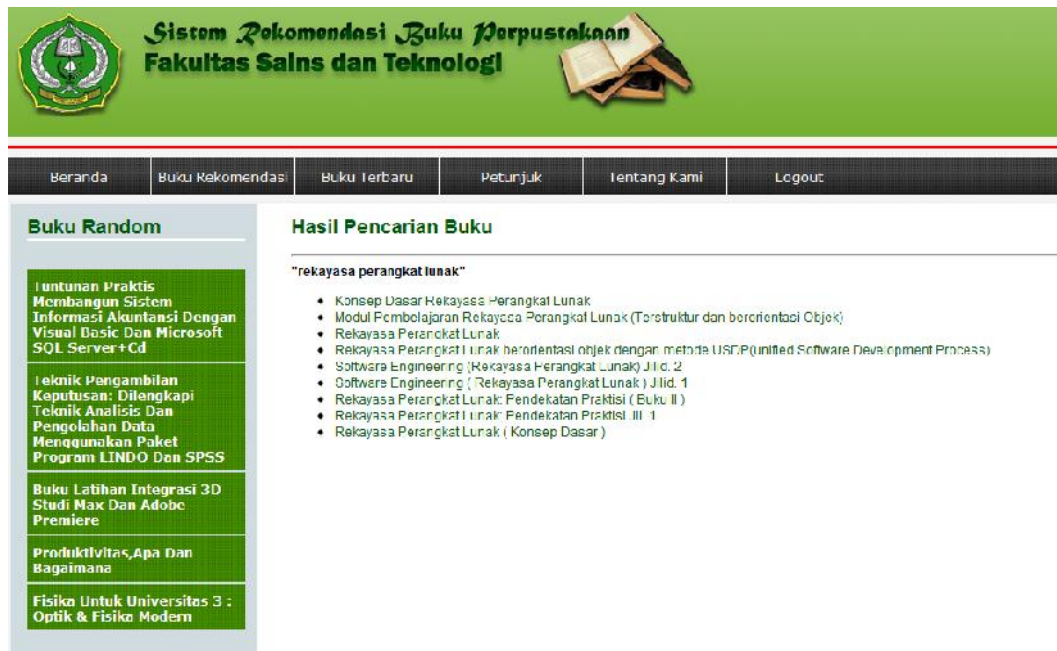 Sistem Rekomendasi Buku Perpustakaan
Fakultas Sains dan Teknologi
Beranda
Buku Rekomendasi
Buku Terbaru
Petunjuk
Tentang Kami
Logout
Buku Random
Tuntunan Praktis
Membangun Sistem
Informasi Akuntansi Dengan
Visual Basic Dan Microsoft
SQL Server+Cd
Teknik Pengambilan
Keputusan: Dilengkapi
Teknik Analisis Dan
Pengolahan Data
Menggunakan Paket
Program LINDO Dan SPSS
Buku Latihan Integrasi 3D
Studi Max Dan Adobe
Premiere
Produktivitas,Apa Dan
Bagaimana
Fisika Untuk Universitas 3 :
Optik & Fisika Modern
Hasil Pencarian Buku
"rekayasa perangkat lunak"
Konsep Dasar Rekayasa Perangkat Lunak
Modul Pembelajaran Rekayasa Perangkat Lunak (Terstruktur dan berorientasi Objek)
Rekayasa Perangkat Lunak
Rekayasa Perangkat Lunak berorientasi objek dengan metode USDP(unified Software Development Process)
Software Engineering (Rekayasa Perangkat Lunak) Jilid. 2
Software Engineering ( Rekayasa Perangkat Lunak ) Jilid. 1
Rekayasa Perangkat Lunak: Pendekatan Praktisi ( Buku II )
Rekayasa Perangkat Lunak: Pendekatan Praktisi. Jil. 1
Rekayasa Perangkat Lunak ( Konsep Dasar )